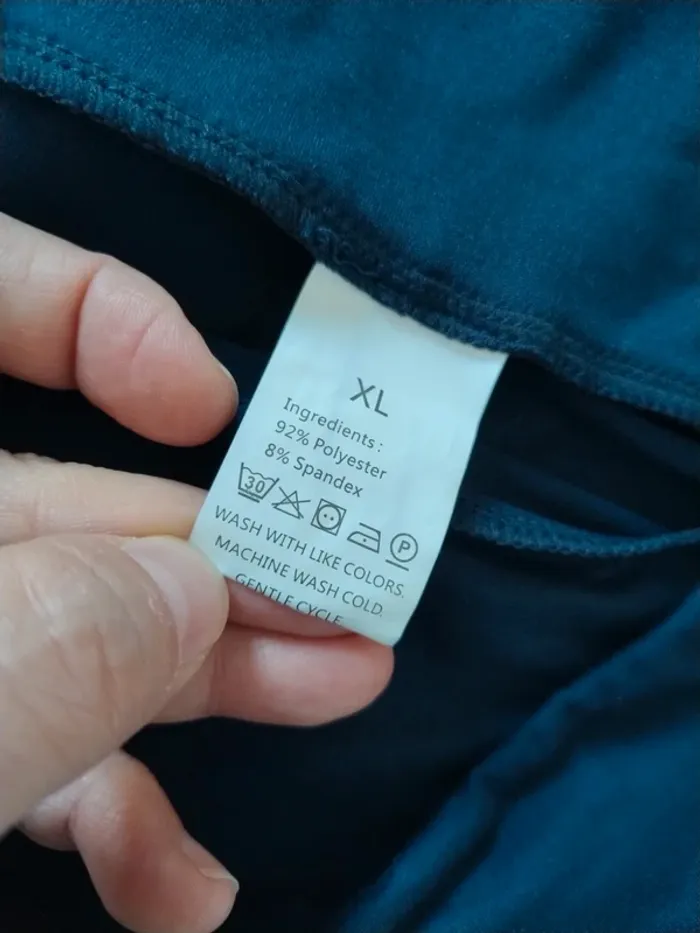 XL
Ingredients:
92% Polyester
8% Spandex
30 P
WASH WITH LIKE COLORS.
MACHINE WASH COLD.
GENTLE CYCLE